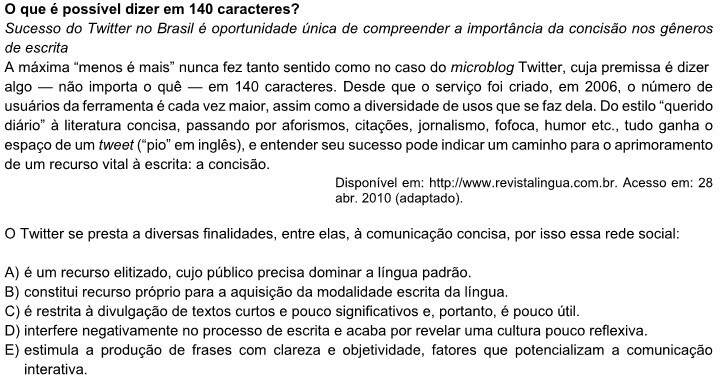 O que é possível dizer em 140 caracteres?
Sucesso do Twitter no Brasil é oportunidade única de compreender a importância da concisão nos gêneros
de escrita
A máxima “menos é mais” nunca fez tanto sentido como no caso do microblog Twitter, cuja premissa é dizer
algo — não importa o quê — em 140 caracteres. Desde que o serviço foi criado, em 2006, o número de
usuários da ferramenta é cada vez maior, assim como a diversidade de usos que se faz dela. Do estilo “querido
diário” à literatura concisa, passando por aforismos, citações, jornalismo, fofoca, humor etc., tudo ganha o
espaço de um tweet (“pio” em inglês), e entender seu sucesso pode indicar um caminho para o aprimoramento
de um recurso vital à escrita: a concisão.
Disponível em: http://www.revistalingua.com.br. Acesso em: 28
abr. 2010 (adaptado).
O Twitter se presta a diversas finalidades, entre elas, à comunicação concisa, por isso essa rede social:
A) é um recurso elitizado, cujo público precisa dominar a língua padrão.
B) constitui recurso próprio para a aquisição da modalidade escrita da língua.
C) é restrita à divulgação de textos curtos e pouco significativos e, portanto, é pouco útil.
D) interfere negativamente no processo de escrita e acaba por revelar uma cultura pouco reflexiva.
E) estimula a produção de frases com clareza e objetividade, fatores que potencializam a comunicação
interativa.